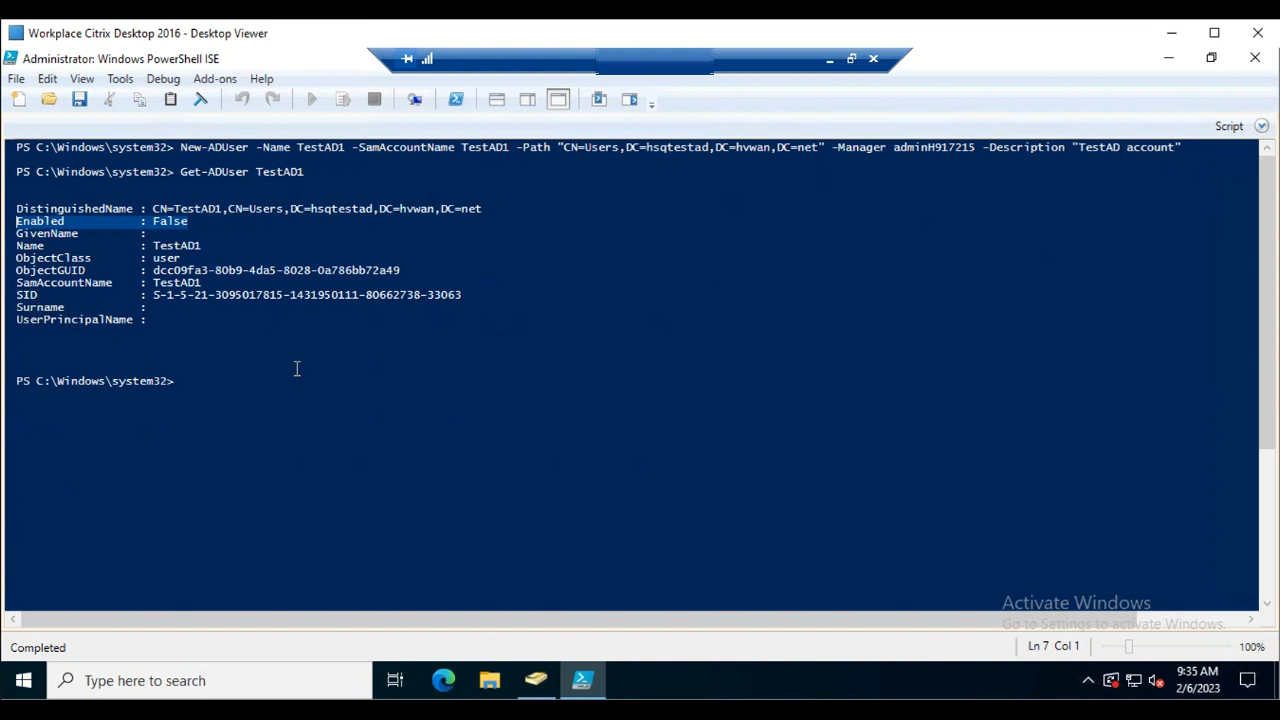 Workplace Citrix Desktop 2016 - Desktop Viewer
Administrator: Windows PowerShell ISE
File Edit View Tools Debug Add-ons Help
Script
PS C:\Windows\system32> New-ADUser -Name TestAD1 -SamAccountName TestAD1 -Path "CN=Users,DC=hsqtestad,DC=hvwan,DC=net" -Manager adminH917215 -Description "TestAD account"
PS C:\Windows\system32> Get-ADUser TestAD1
DistinguishedName : CN=TestAD1,CN=Users,DC=hsqtestad,DC=hvwan,DC=net
Enabled : False
GivenName :
Name : TestAD1
ObjectClass : user
ObjectGUID : dcc09fa3-80b9-4da5-8028-0a786bb72a49
SamAccountName : TestAD1
SID : S-1-5-21-3095017815-1431950111-80662738-33063
Surname :
UserPrincipalName :
PS C:\Windows\system32>
Activate Windows
Go to Settings to activate Windows.
Completed
Ln 7 Col 1
100%
Type here to search
9:35 AM
2/6/2023